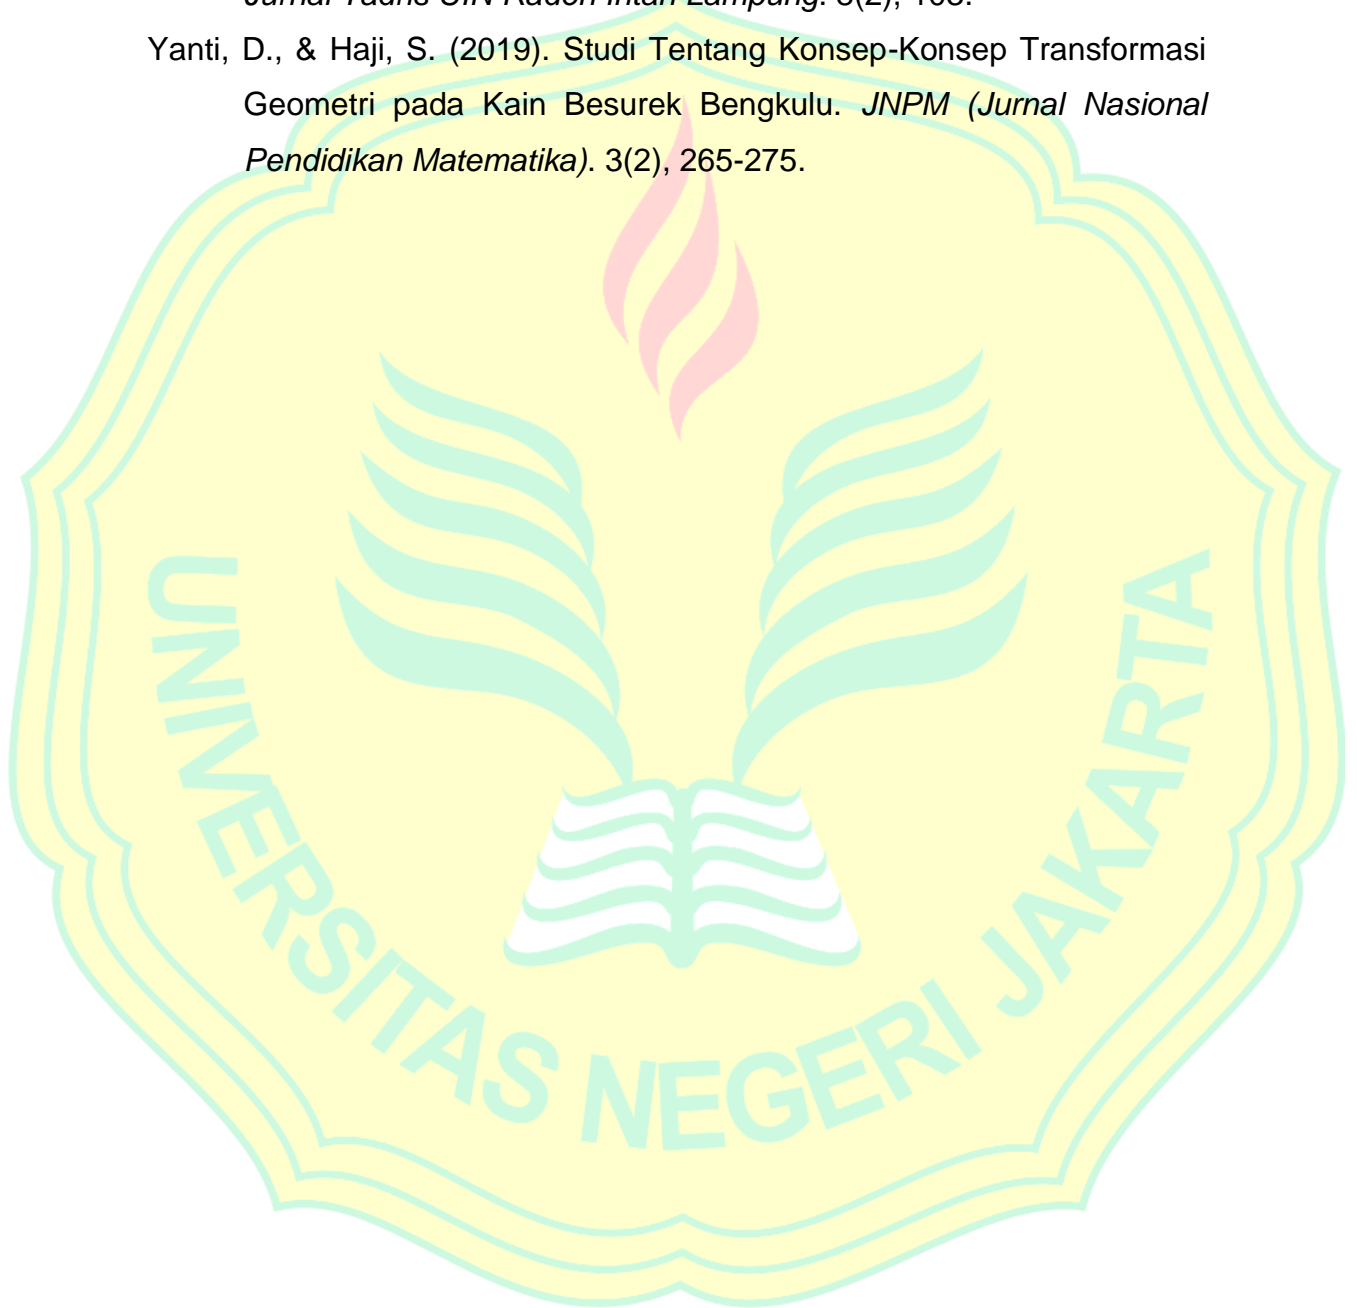 Yanti, D., & Haji, S. (2019). Studi Tentang Konsep-Konsep Transformasi
Geometri pada Kain Besurek Bengkulu. JNPM (Jurnal Nasional
Pendidikan Matematika). 3(2), 265-275.
UNIVERSITAS NEGERI JAKARTA